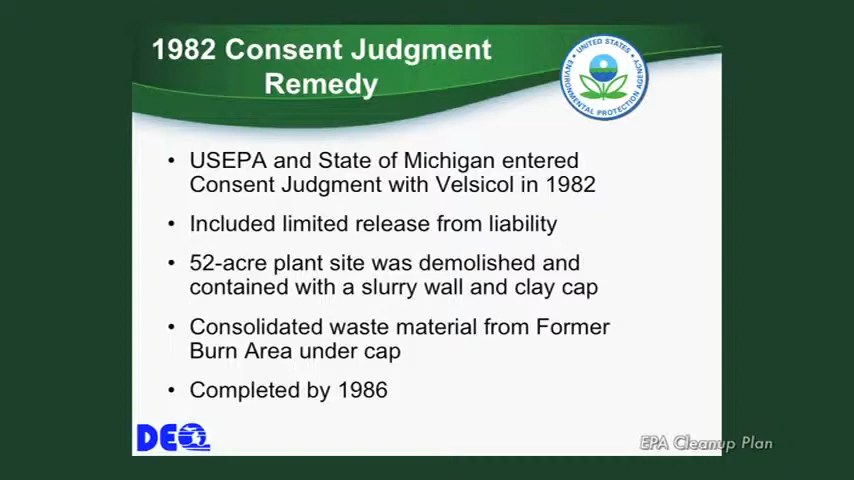 1982 Consent Judgment
Remedy
UNITED STATES
ENVIRONMENTAL PROTECTION AGENCY
• USEPA and State of Michigan entered
Consent Judgment with Velsicol in 1982
• Included limited release from liability
• 52-acre plant site was demolished and
contained with a slurry wall and clay cap
• Consolidated waste material from Former
Burn Area under cap
• Completed by 1986
DEQ
EPA Cleanup Plan